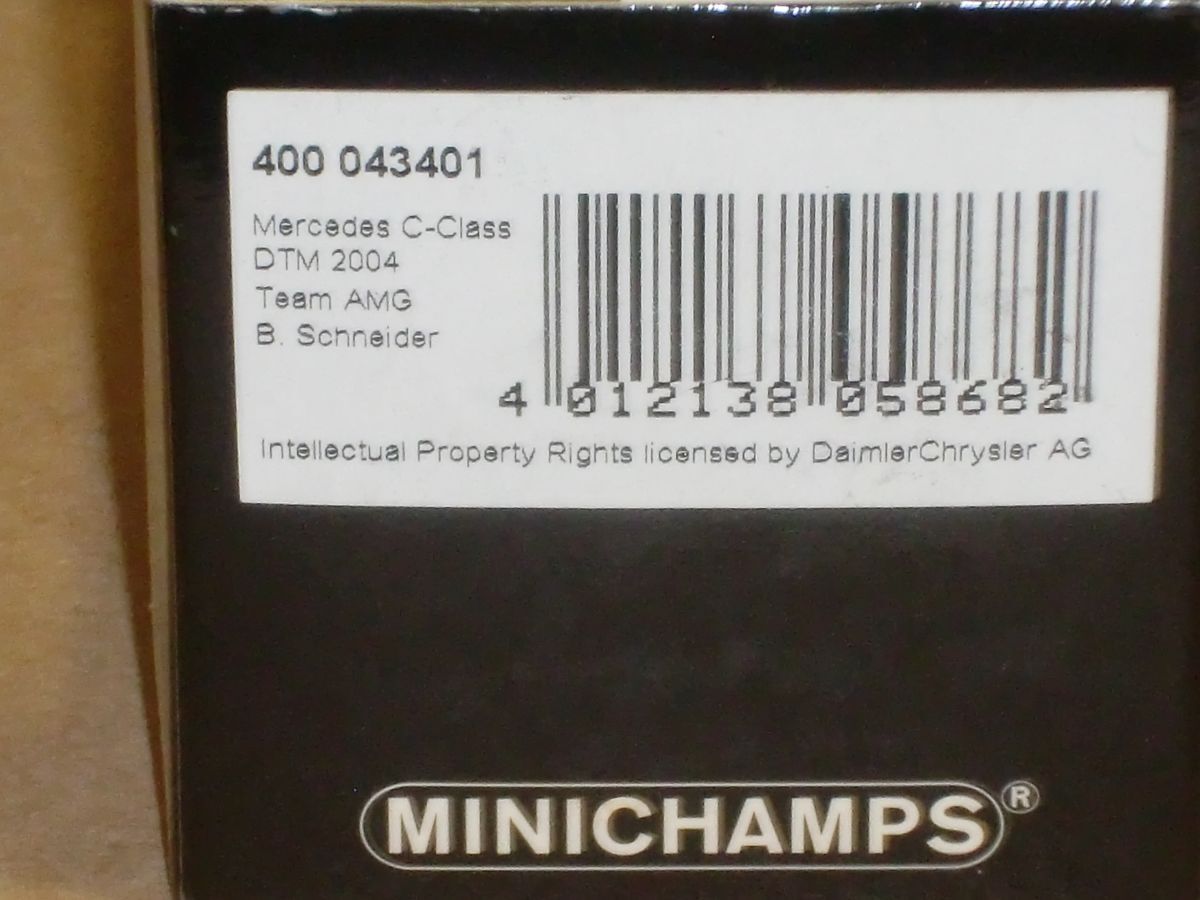 400 043401
Mercedes C-Class
DTM 2004
Team AMG
B. Schneider
4 012138 058682
Intellectual Property Rights licensed by DaimlerChrysler AG
MINICHAMPS®